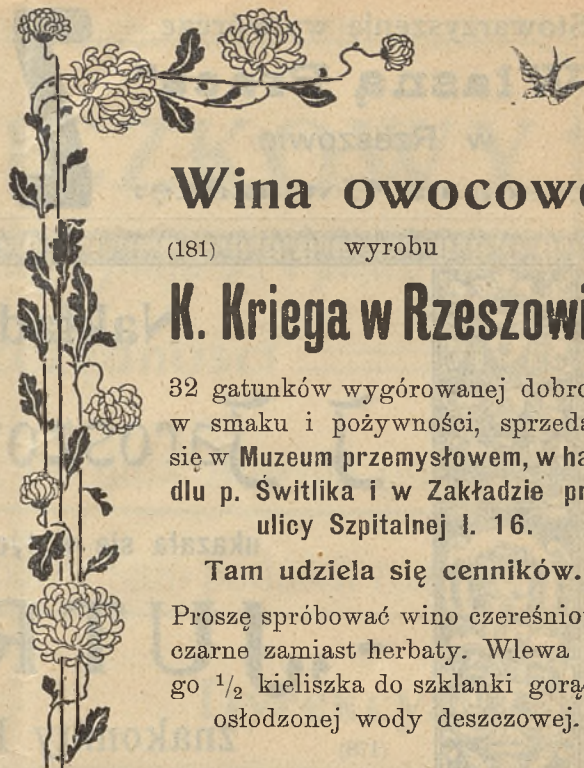 Wina owocowe
(181) wyrobu
K. Kriega w Rzeszowi
32 gatunków wygórowanej dobro
w smaku i pożywności, sprzeda
się w Muzeum przemysłowem, w ha
dlu p. Świtlika i w Zakładzie pr
ulicy Szpitalnej l. 16.
Tam udziela się cenników.
Proszę spróbować wino czereśnio
czarne zamiast herbaty. Wlewa
go 1/2 kieliszka do szklanki gorą
osłodzonej wody deszczowej.